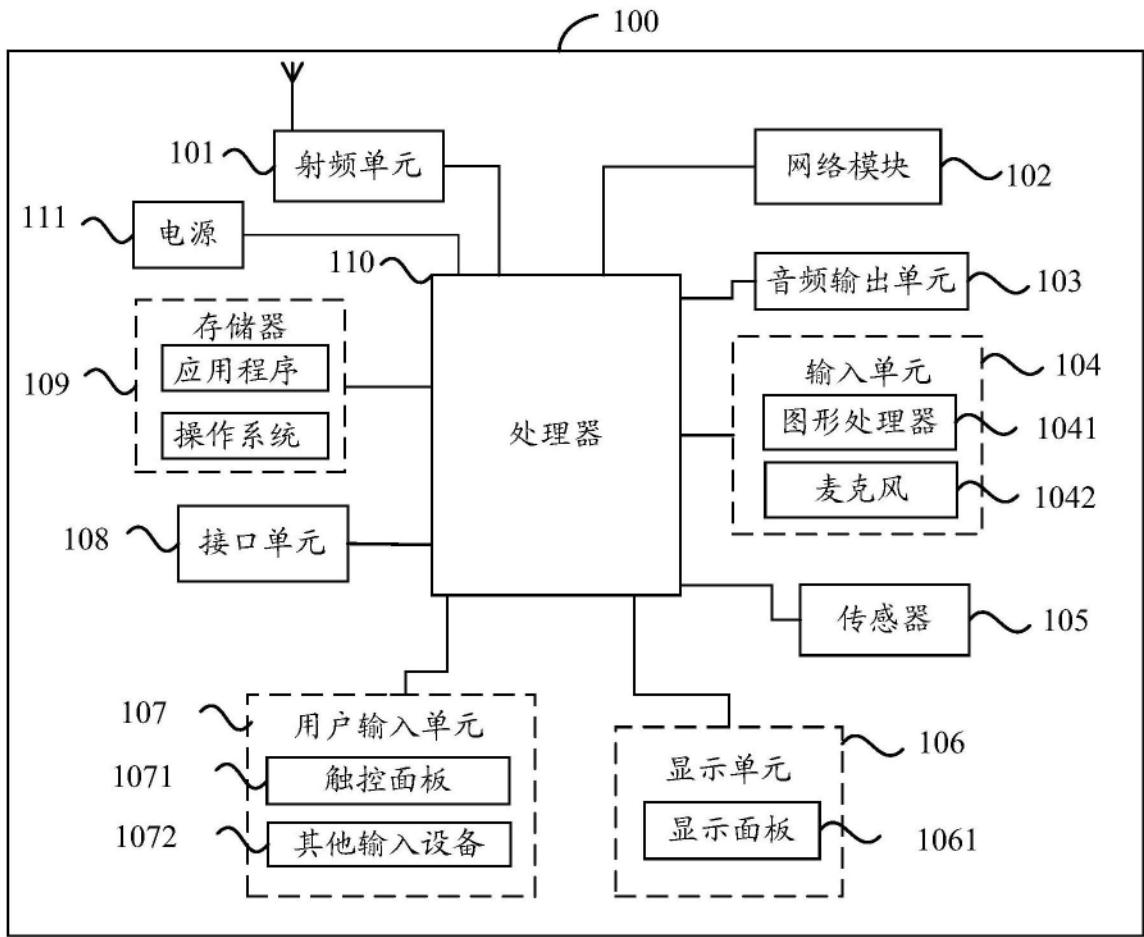 100
101
射频单元
网络模块
102
111
电源
110
音频输出单元
103
存储器
应用程序
操作系统
109
处理器
输入单元
104
图形处理器
1041
麦克风
1042
108
接口单元
传感器
105
107
用户输入单元
1071
触控面板
1072
其他输入设备
显示单元
106
显示面板
1061